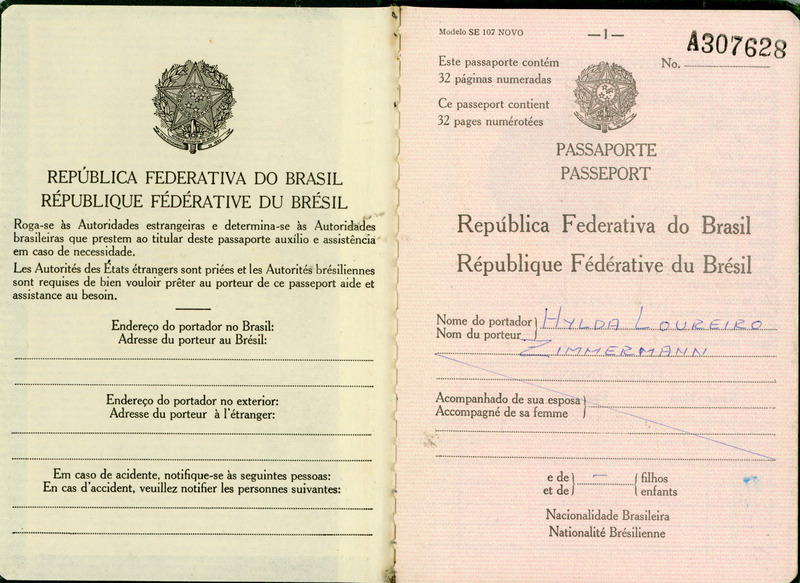 REPÚBLICA FEDERATIVA DO BRASIL
RÉPUBLIQUE FÉDÉRATIVE DU BRÉSIL
Roga-se às Autoridades estrangeiras e determina-se às Autoridades
brasileiras que prestem ao titular deste passaporte auxílio e assistência
em caso de necessidade.
Les Autorités des États étrangers sont priées et les Autorités brésiliennes
sont requises de bien vouloir prêter au porteur de ce passeport aide et
assistance au besoin.
Endereço do portador no Brasil:
Adresse du porteur au Brésil:
Endereço do portador no exterior:
Adresse du porteur à l'étranger:
Em caso de acidente, notifique-se às seguintes pessoas:
En cas d'accident, veuillez notifier les personnes suivantes:
Modelo SE 107 NOVO
— 1 —
A307628
No.
Este passaporte contém
32 páginas numeradas
Ce passeport contient
32 pages numérotées
PASSAPORTE
PASSEPORT
República Federativa do Brasil
République Fédérative du Brésil
Nome do portador HYLDA LOUREIRO
Nom du porteur ZIMMERMANN
Acompanhado de sua esposa
Accompagné de sa femme
e de — filhos
et de enfants
Nacionalidade Brasileira
Nationalité Brésilienne